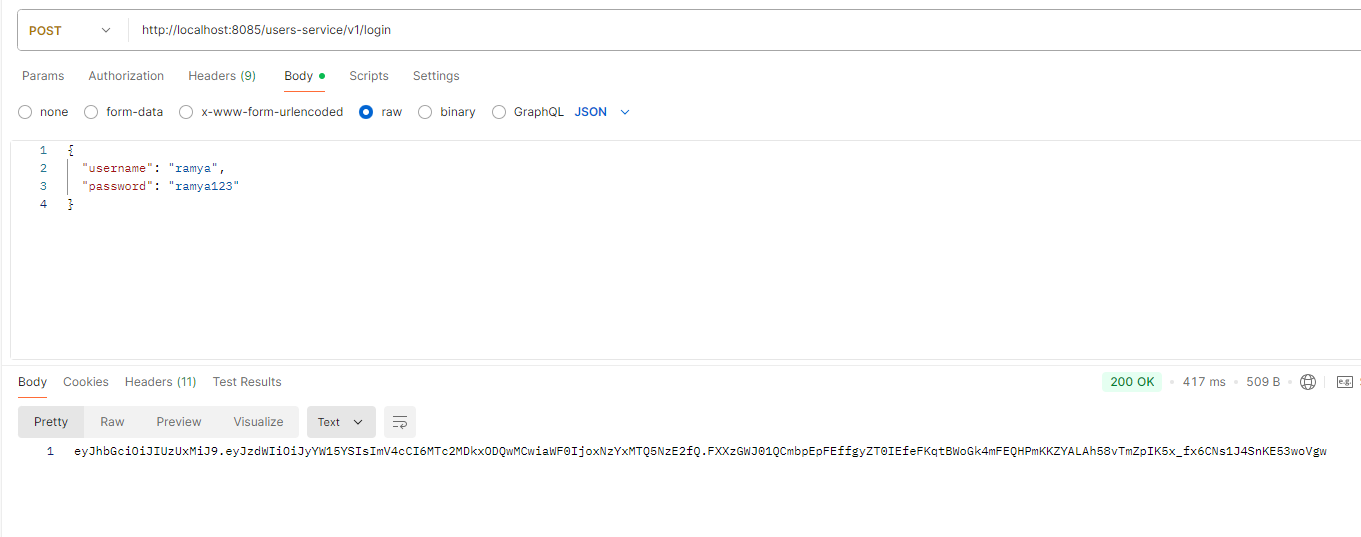 POST http://localhost:8085/users-service/v1/login
Params Authorization Headers (9) Body Scripts Settings
none form-data x-www-form-urlencoded raw binary GraphQL JSON
1 {
2 "username": "ramya",
3 "password": "ramya123"
4 }
Body Cookies Headers (11) Test Results 200 OK 417 ms 509 B e.g.
Pretty Raw Preview Visualize Text
1 eyJhbGciOiJIUzUxMiJ9.eyJzdWIiOiJyYW15YSIsImV4cCI6MTc2MDkxODQwMCwiaWF0IjoxNzYxMTQ5NzE2fQ.FXXzGWJ01QCmbpEpFEffgyZT0IEfeFKqtBWoGk4mFEQHPmKKZYALAh58vTmZpIK5x_fx6CNs1J4SnKE53woVgw